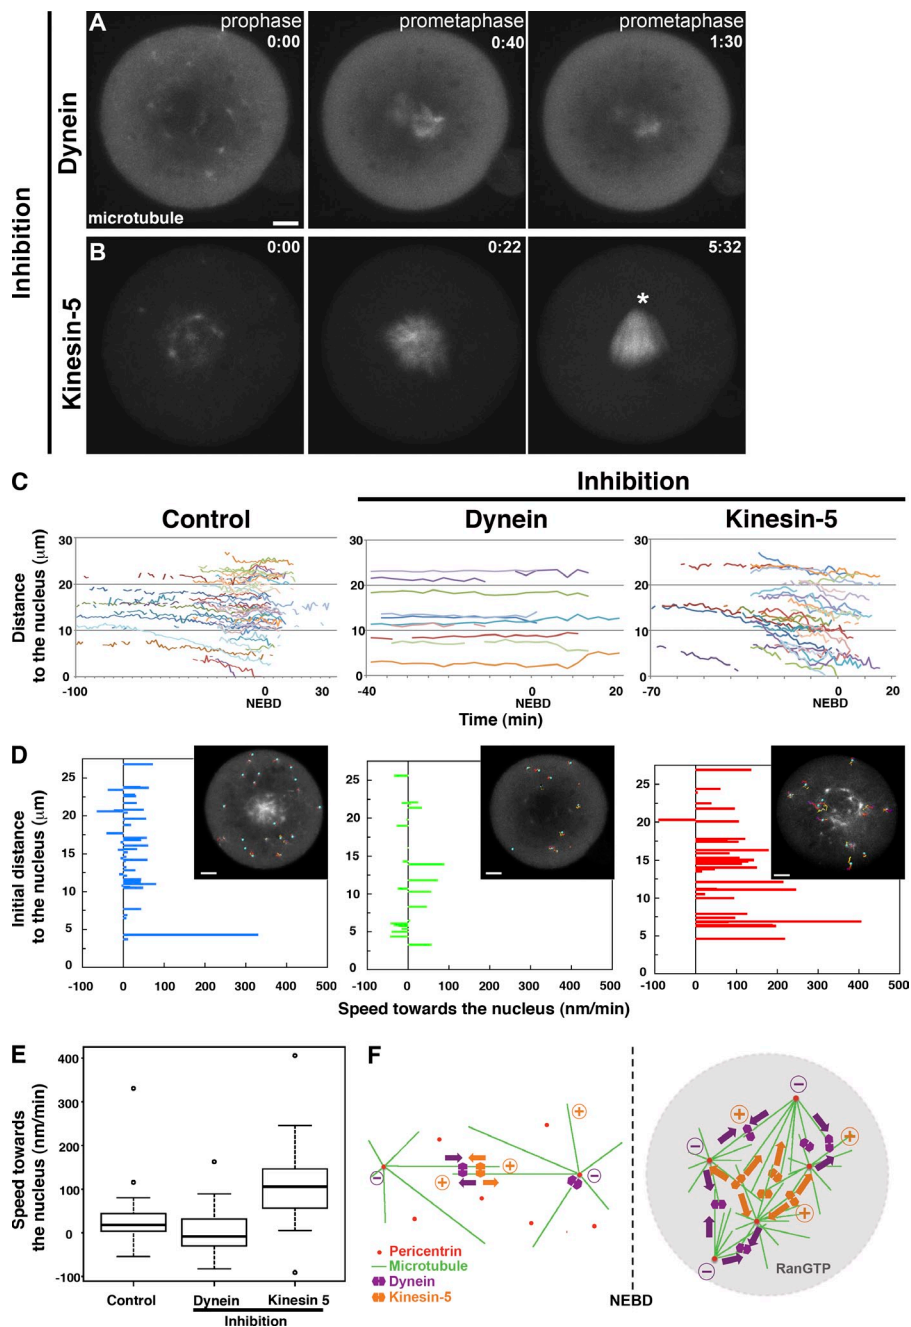 A
prophase
0:00
prometaphase
0:40
prometaphase
1:30
Dynein
microtubule
Inhibition
B
0:00
0:22
5:32
*
Kinesin-5
C
Inhibition
Control
Dynein
Kinesin-5
Distance
to the nucleus (μm)
30
20
10
0
-100
0
30
NEBD
30
20
10
0
-40
0
20
NEBD
Time (min)
30
20
10
0
-70
0
20
NEBD
D
Initial distance
to the nucleus (μm)
25
20
15
10
5
0
-100
0
100
200
300
400
500
25
20
15
10
5
0
-100
0
100
200
300
400
500
25
20
15
10
5
0
-100
0
100
200
300
400
500
Speed towards the nucleus (nm/min)
E
Speed towards
the nucleus (nm/min)
400
300
200
100
0
-100
Control
Dynein
Kinesin 5
Inhibition
F
+
−
+
+
−
Pericentrin
Microtubule
Dynein
Kinesin-5
NEBD
−
+
−
+
+
−
RanGTP